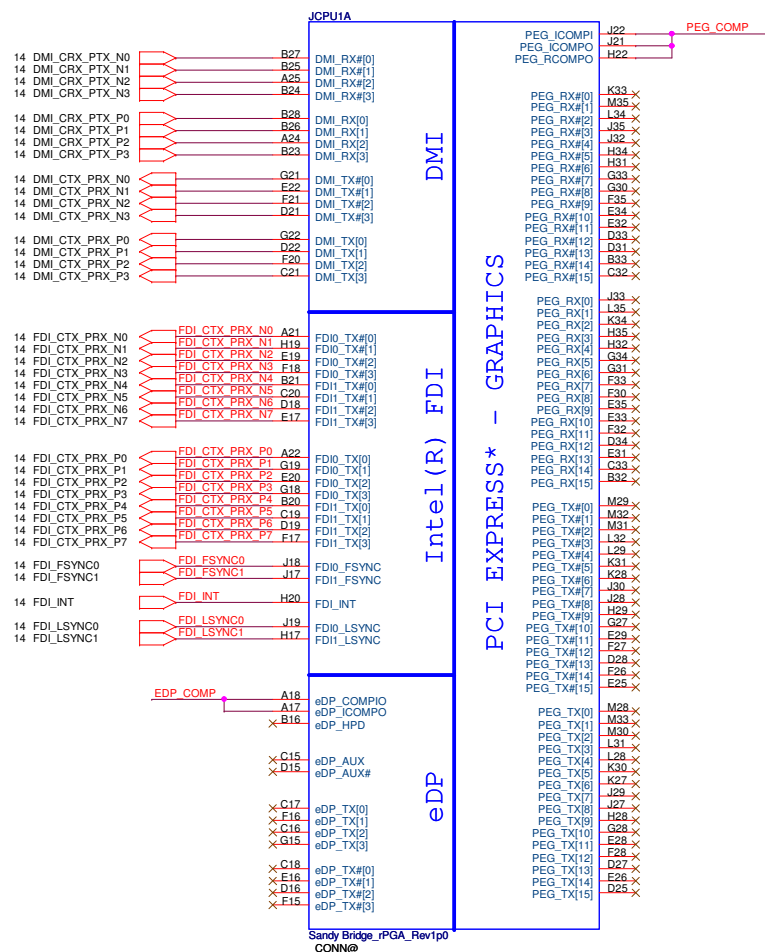 JCPU1A
14 DMI_CRX_PTX_N0 B27 DMI_RX#[0]
14 DMI_CRX_PTX_N1 B25 DMI_RX#[1]
14 DMI_CRX_PTX_N2 A25 DMI_RX#[2]
14 DMI_CRX_PTX_N3 B24 DMI_RX#[3]
14 DMI_CRX_PTX_P0 B28 DMI_RX[0]
14 DMI_CRX_PTX_P1 B26 DMI_RX[1]
14 DMI_CRX_PTX_P2 A24 DMI_RX[2]
14 DMI_CRX_PTX_P3 B23 DMI_RX[3]
14 DMI_CTX_PRX_N0 G21 DMI_TX#[0]
14 DMI_CTX_PRX_N1 E22 DMI_TX#[1]
14 DMI_CTX_PRX_N2 F21 DMI_TX#[2]
14 DMI_CTX_PRX_N3 D21 DMI_TX#[3]
14 DMI_CTX_PRX_P0 G22 DMI_TX[0]
14 DMI_CTX_PRX_P1 D22 DMI_TX[1]
14 DMI_CTX_PRX_P2 F20 DMI_TX[2]
14 DMI_CTX_PRX_P3 C21 DMI_TX[3]
DMI
14 FDI_CTX_PRX_N0 FDI_CTX_PRX_N0 A21 FDI0_TX#[0]
14 FDI_CTX_PRX_N1 FDI_CTX_PRX_N1 H19 FDI0_TX#[1]
14 FDI_CTX_PRX_N2 FDI_CTX_PRX_N2 E19 FDI0_TX#[2]
14 FDI_CTX_PRX_N3 FDI_CTX_PRX_N3 F18 FDI0_TX#[3]
14 FDI_CTX_PRX_N4 FDI_CTX_PRX_N4 B21 FDI1_TX#[0]
14 FDI_CTX_PRX_N5 FDI_CTX_PRX_N5 C20 FDI1_TX#[1]
14 FDI_CTX_PRX_N6 FDI_CTX_PRX_N6 D18 FDI1_TX#[2]
14 FDI_CTX_PRX_N7 FDI_CTX_PRX_N7 E17 FDI1_TX#[3]
14 FDI_CTX_PRX_P0 FDI_CTX_PRX_P0 A22 FDI0_TX[0]
14 FDI_CTX_PRX_P1 FDI_CTX_PRX_P1 G19 FDI0_TX[1]
14 FDI_CTX_PRX_P2 FDI_CTX_PRX_P2 E20 FDI0_TX[2]
14 FDI_CTX_PRX_P3 FDI_CTX_PRX_P3 G18 FDI0_TX[3]
14 FDI_CTX_PRX_P4 FDI_CTX_PRX_P4 B20 FDI1_TX[0]
14 FDI_CTX_PRX_P5 FDI_CTX_PRX_P5 C19 FDI1_TX[1]
14 FDI_CTX_PRX_P6 FDI_CTX_PRX_P6 D19 FDI1_TX[2]
14 FDI_CTX_PRX_P7 FDI_CTX_PRX_P7 F17 FDI1_TX[3]
14 FDI_FSYNC0 FDI_FSYNC0 J18 FDI0_FSYNC
14 FDI_FSYNC1 FDI_FSYNC1 J17 FDI1_FSYNC
14 FDI_INT FDI_INT H20 FDI_INT
14 FDI_LSYNC0 FDI_LSYNC0 J19 FDI0_LSYNC
14 FDI_LSYNC1 FDI_LSYNC1 H17 FDI1_LSYNC
Intel(R) FDI
EDP_COMP A18 eDP_COMPIO
A17 eDP_ICOMPO
B16 eDP_HPD
C15 eDP_AUX
D15 eDP_AUX#
C17 eDP_TX[0]
F16 eDP_TX[1]
C16 eDP_TX[2]
G15 eDP_TX[3]
C18 eDP_TX#[0]
E16 eDP_TX#[1]
D16 eDP_TX#[2]
F15 eDP_TX#[3]
eDP
PCI EXPRESS* - GRAPHICS
PEG_ICOMPI J22 PEG_COMP
PEG_ICOMPO J21
PEG_RCOMPO H22
PEG_RX#[0] K33
PEG_RX#[1] M35
PEG_RX#[2] L34
PEG_RX#[3] J35
PEG_RX#[4] J32
PEG_RX#[5] H34
PEG_RX#[6] H31
PEG_RX#[7] G33
PEG_RX#[8] G30
PEG_RX#[9] F35
PEG_RX#[10] E34
PEG_RX#[11] E32
PEG_RX#[12] D33
PEG_RX#[13] D31
PEG_RX#[14] B33
PEG_RX#[15] C32
PEG_RX[0] J33
PEG_RX[1] L35
PEG_RX[2] K34
PEG_RX[3] H35
PEG_RX[4] H32
PEG_RX[5] G34
PEG_RX[6] G31
PEG_RX[7] F33
PEG_RX[8] F30
PEG_RX[9] E35
PEG_RX[10] E33
PEG_RX[11] F32
PEG_RX[12] D34
PEG_RX[13] E31
PEG_RX[14] C33
PEG_RX[15] B32
PEG_TX#[0] M29
PEG_TX#[1] M32
PEG_TX#[2] M31
PEG_TX#[3] L32
PEG_TX#[4] L29
PEG_TX#[5] K31
PEG_TX#[6] K28
PEG_TX#[7] J30
PEG_TX#[8] J28
PEG_TX#[9] H29
PEG_TX#[10] G27
PEG_TX#[11] E29
PEG_TX#[12] F27
PEG_TX#[13] D28
PEG_TX#[14] F26
PEG_TX#[15] E25
PEG_TX[0] M28
PEG_TX[1] M33
PEG_TX[2] M30
PEG_TX[3] L31
PEG_TX[4] L28
PEG_TX[5] K30
PEG_TX[6] K27
PEG_TX[7] J29
PEG_TX[8] J27
PEG_TX[9] H28
PEG_TX[10] G28
PEG_TX[11] E28
PEG_TX[12] F28
PEG_TX[13] D27
PEG_TX[14] E26
PEG_TX[15] D25
Sandy Bridge_rPGA_Rev1p0
CONN@